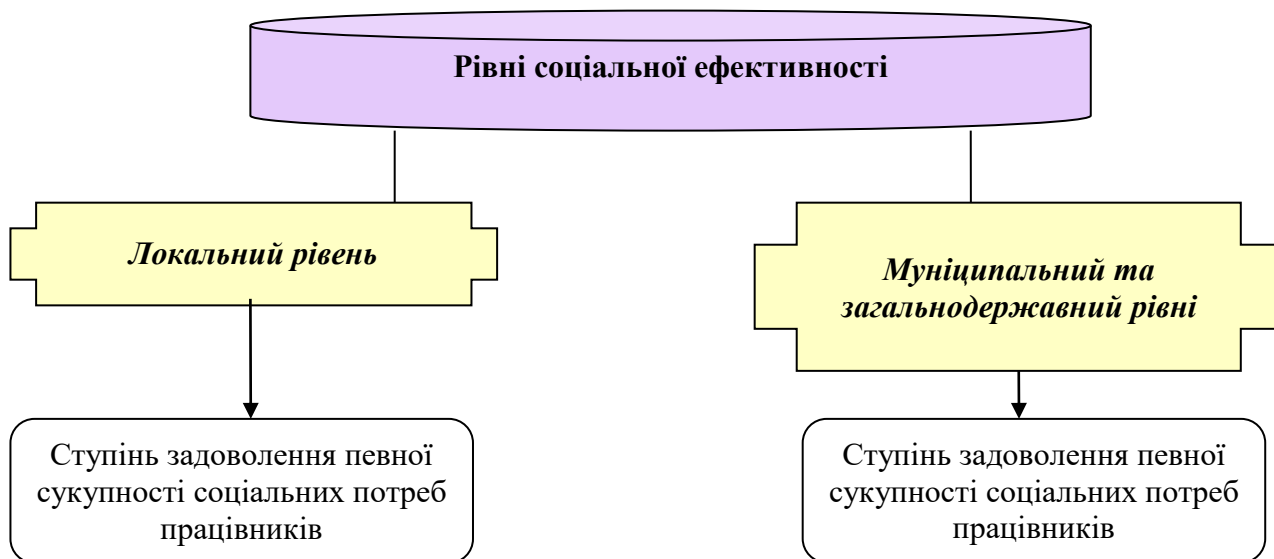 Рівні соціальної ефективності
Локальний рівень
Муніципальний та
загальнодержавний рівні
Ступінь задоволення певної
сукупності соціальних потреб
працівників
Ступінь задоволення певної
сукупності соціальних потреб
працівників